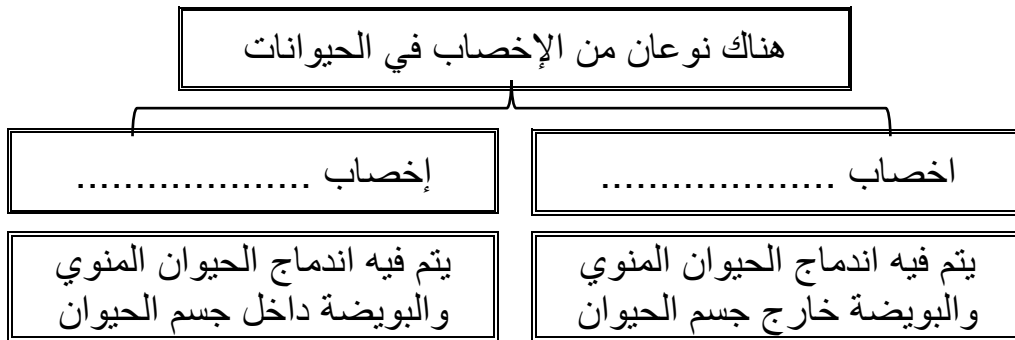 هناك نوعان من الإخصاب في الحيوانات
اخصاب ......................
إخصاب ....................
يتم فيه اندماج الحيوان المنوي
والبويضة خارج جسم الحيوان
يتم فيه اندماج الحيوان المنوي
والبويضة داخل جسم الحيوان